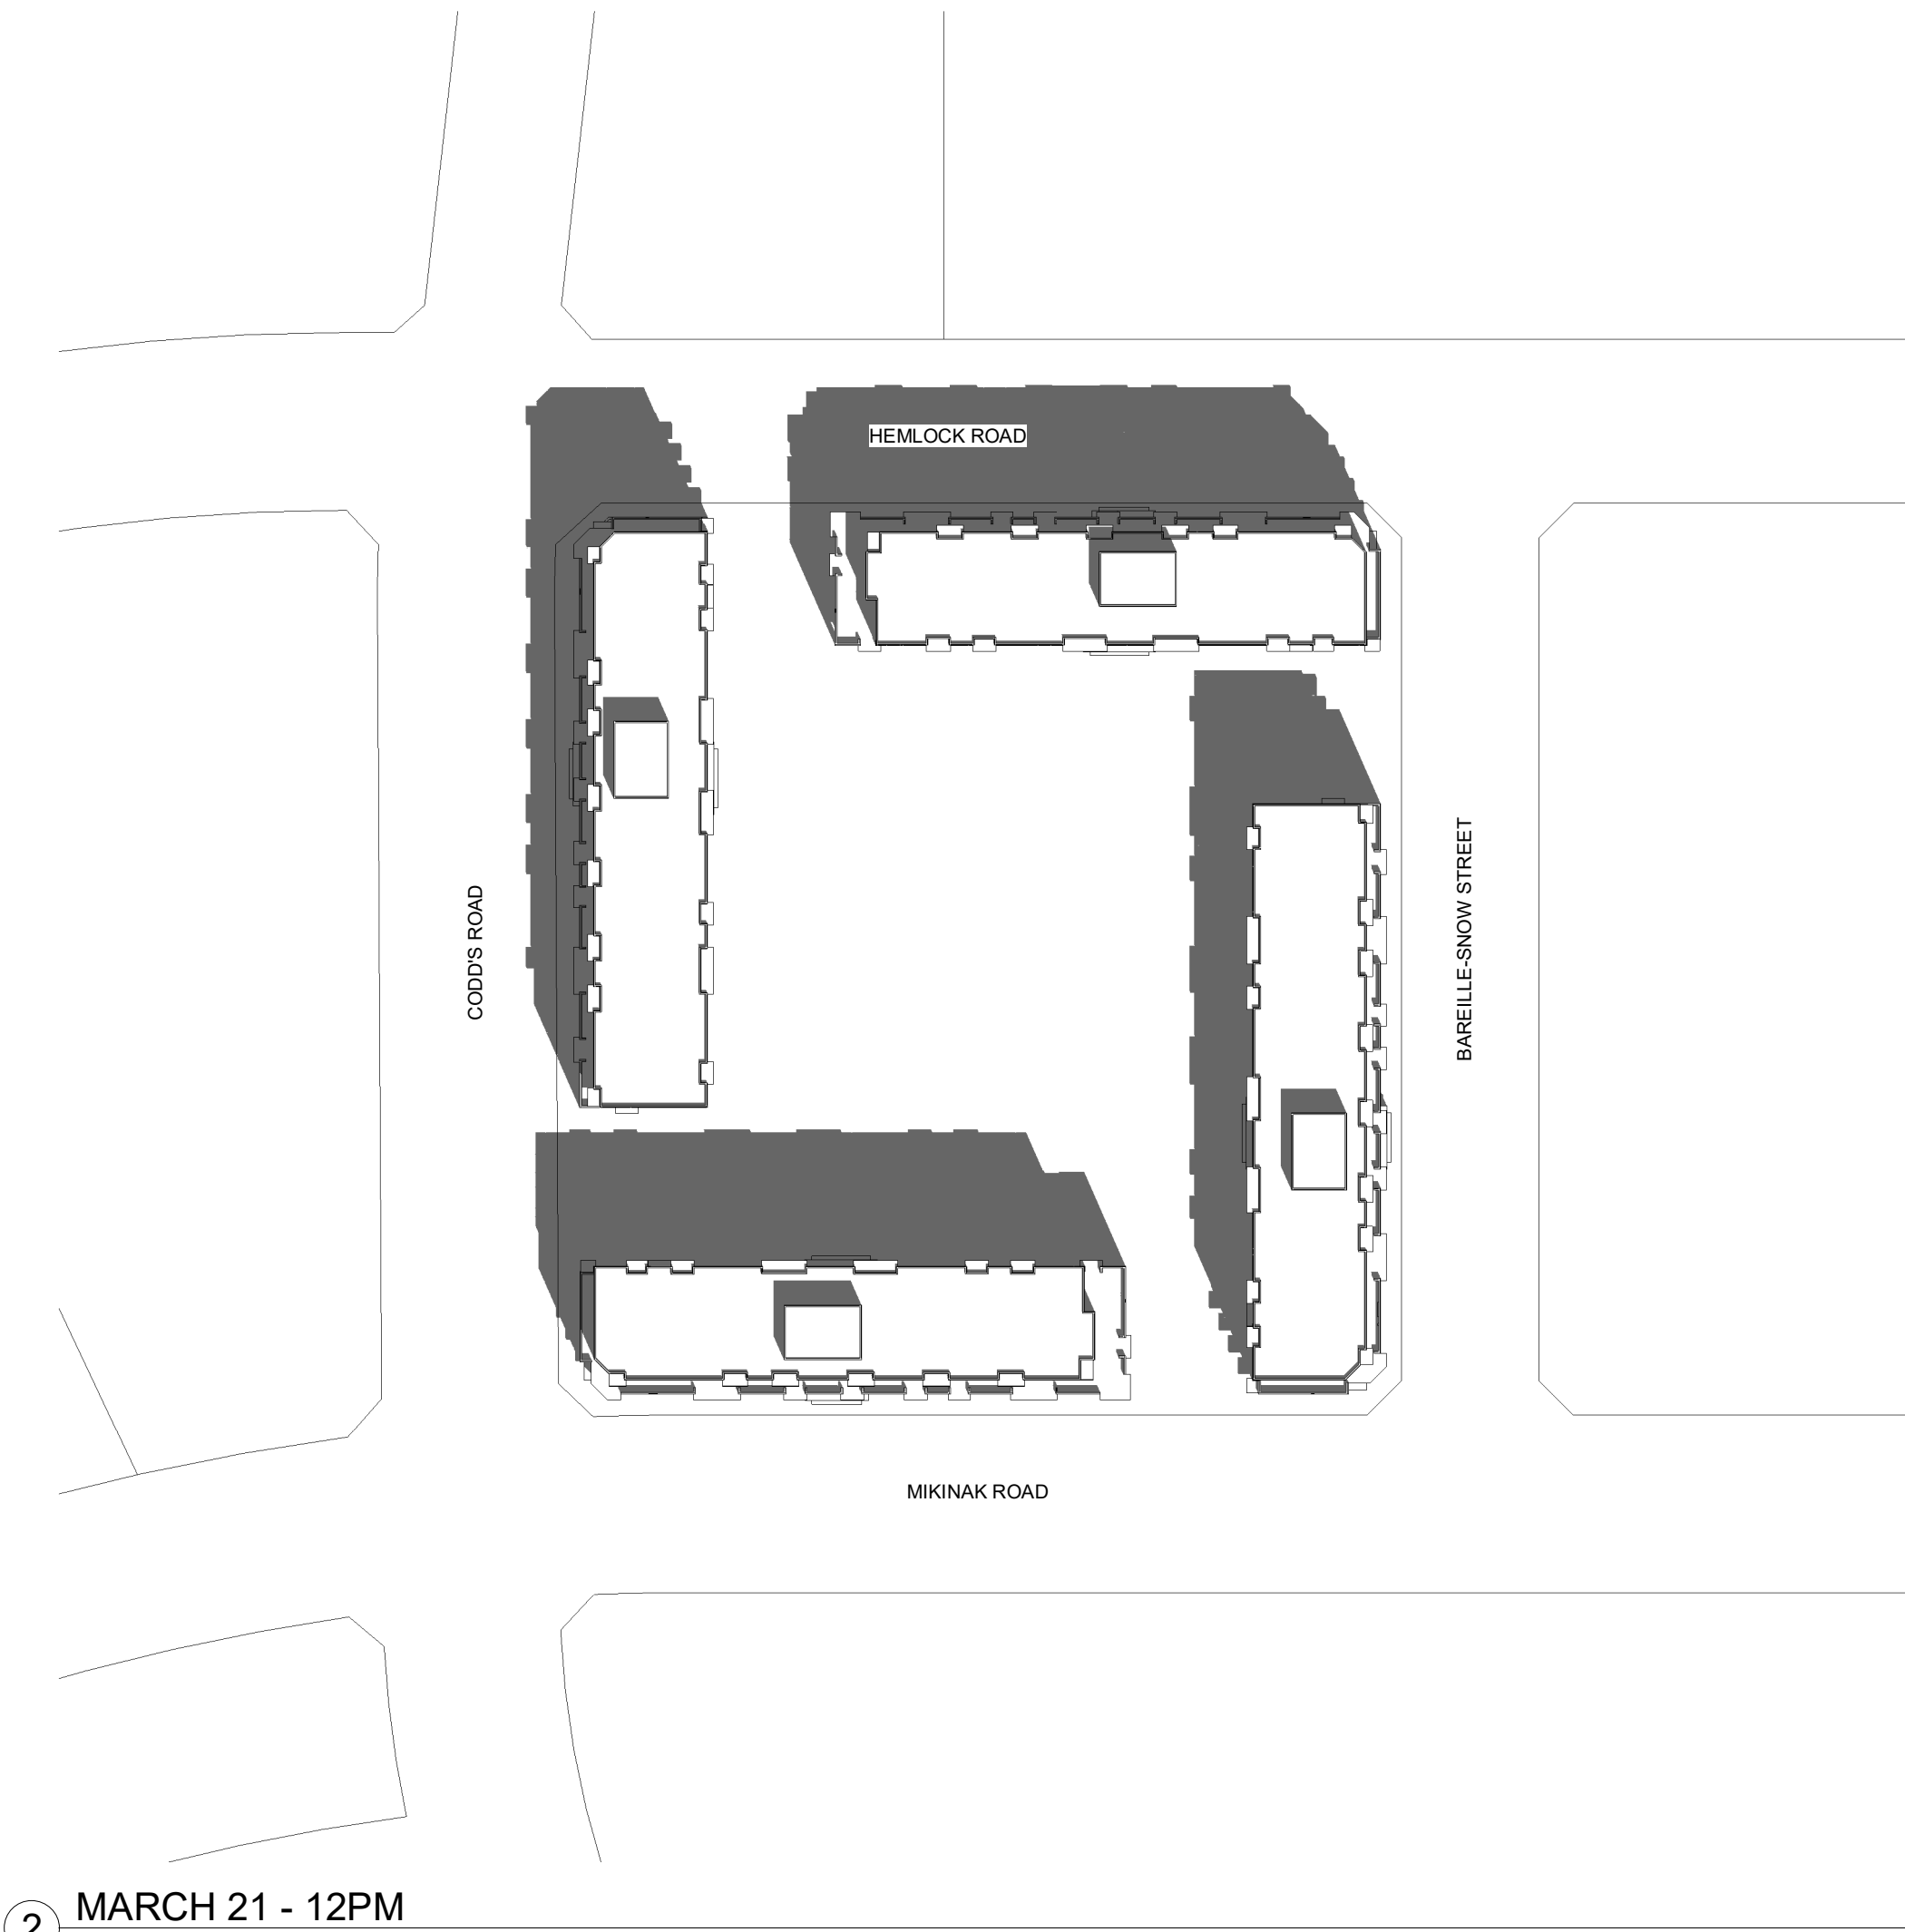 HEMLOCK ROAD
CODD'S ROAD
BAREILLE-SNOW STREET
MIKINAK ROAD
2
MARCH 21 - 12PM